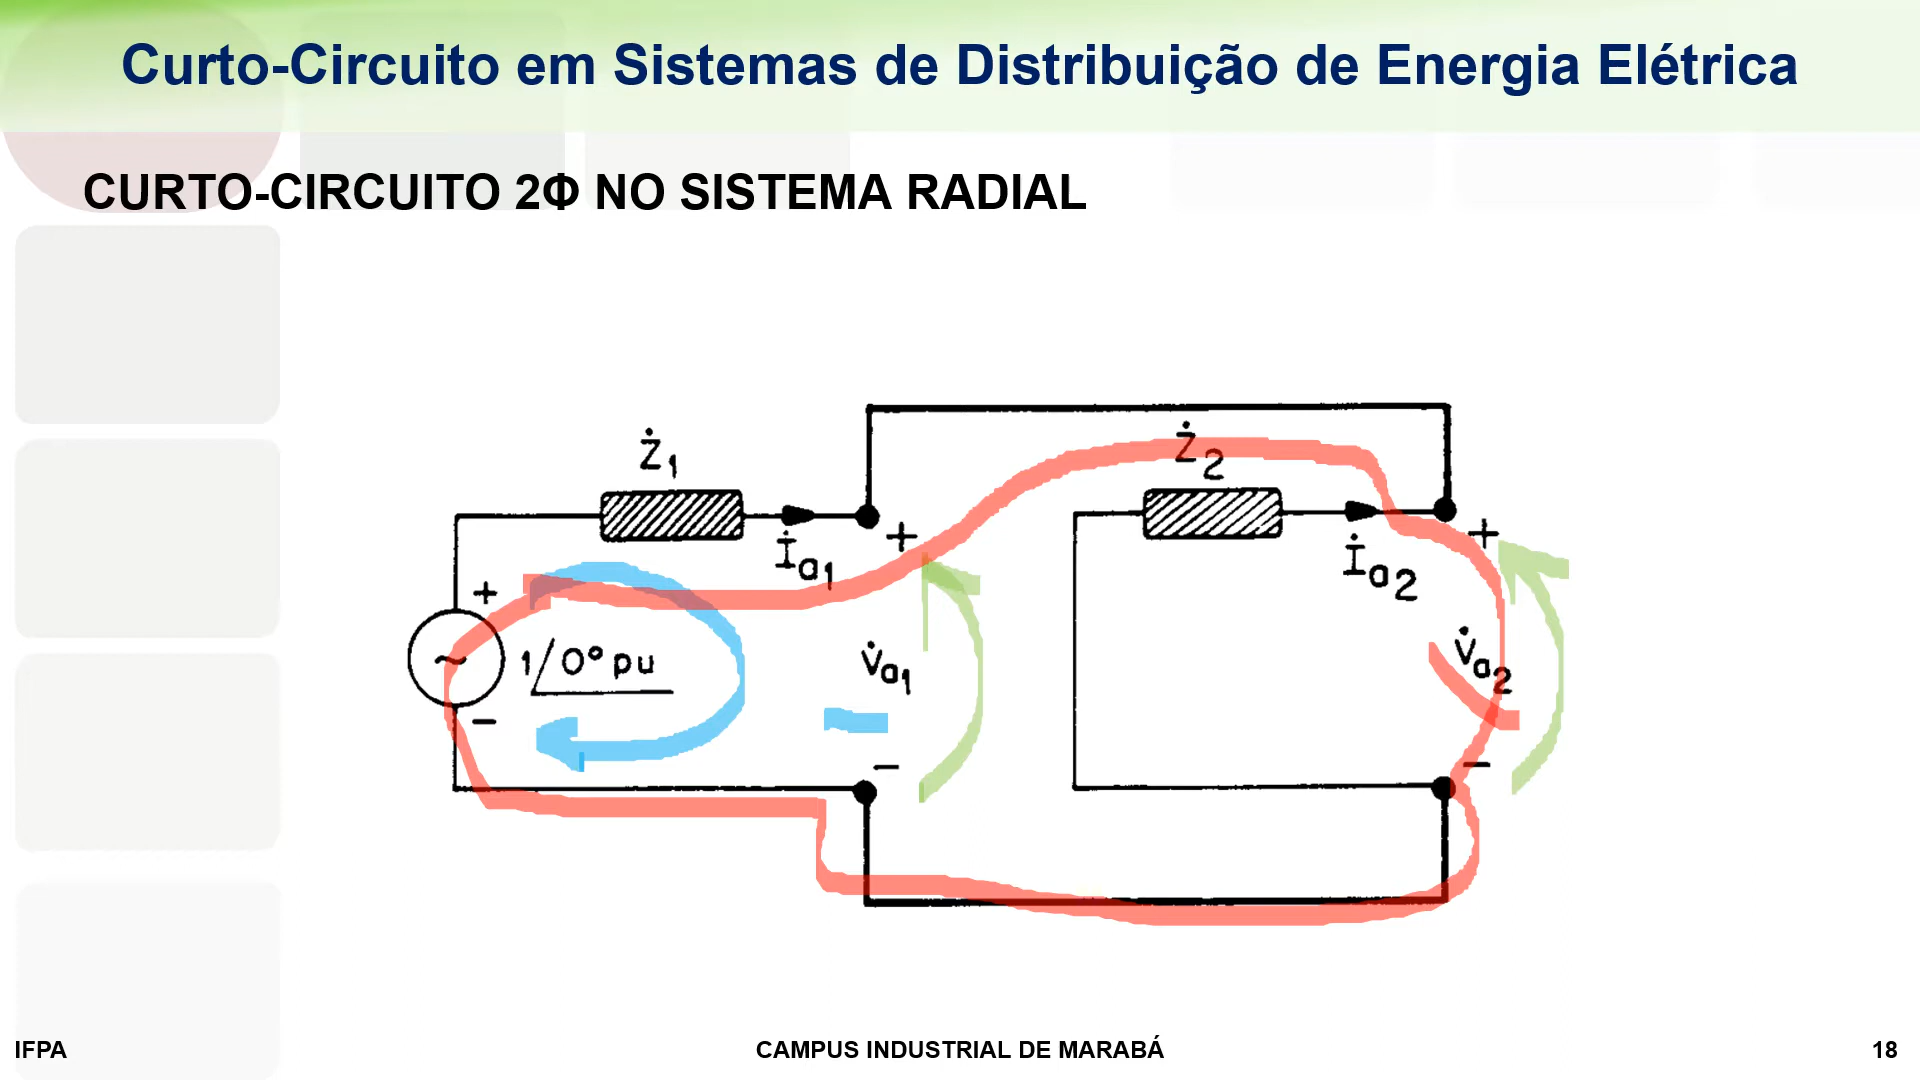 Curto-Circuito em Sistemas de Distribuição de Energia Elétrica
CURTO-CIRCUITO 2Φ NO SISTEMA RADIAL
Ż₁
Ż₂
+
İa₁
+
İa₂
+
1/0° pu
V̇a₁
V̇a₂
−
−
−
IFPA
CAMPUS INDUSTRIAL DE MARABÁ
18